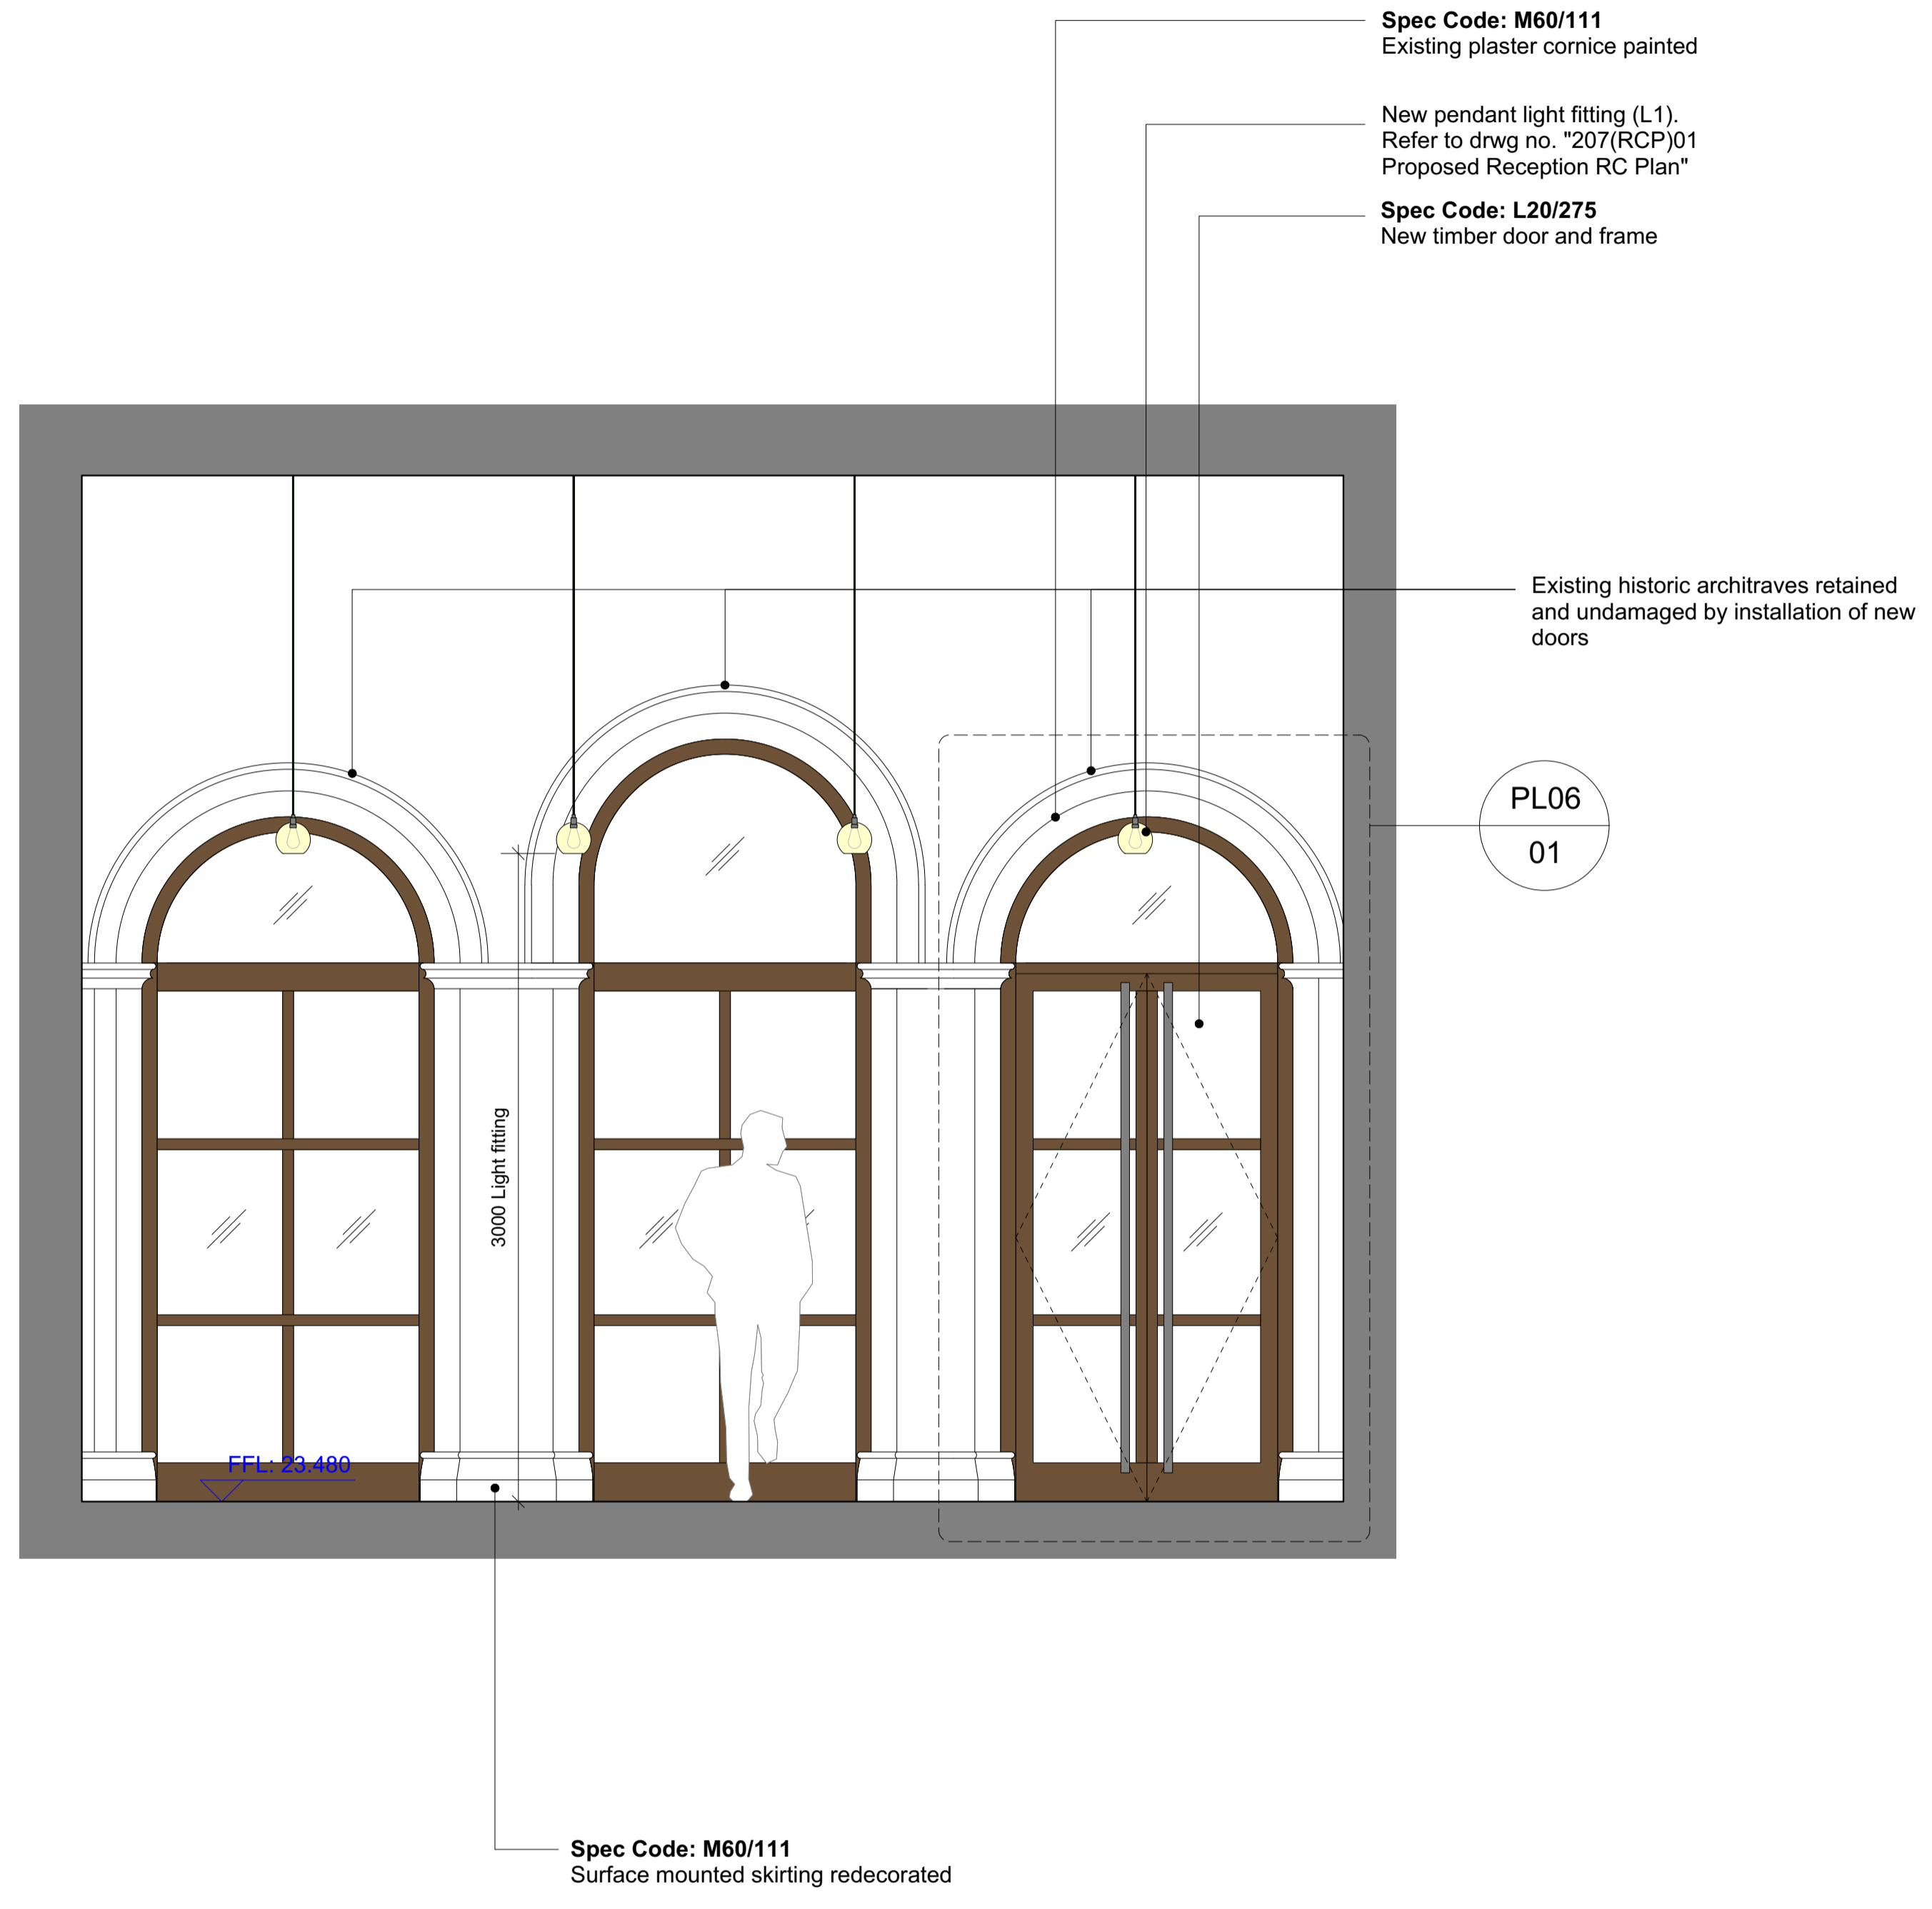 Spec Code: M60/111
Existing plaster cornice painted
New pendant light fitting (L1).
Refer to drwg no. "207(RCP)01
Proposed Reception RC Plan"
Spec Code: L20/275
New timber door and frame
Existing historic architraves retained
and undamaged by installation of new
doors
PL06
01
3000 Light fitting
FFL: 23.480
Spec Code: M60/111
Surface mounted skirting redecorated